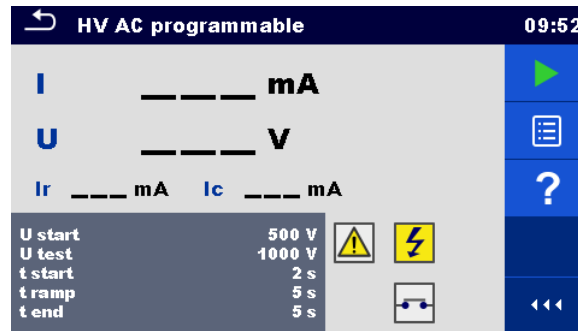 HV AC programmable 09:52
I ___ mA
U ___ V
Ir ___ mA Ic ___ mA
?
U start 500 V
U test 1000 V
t start 2 s
t ramp 5 s
t end 5 s